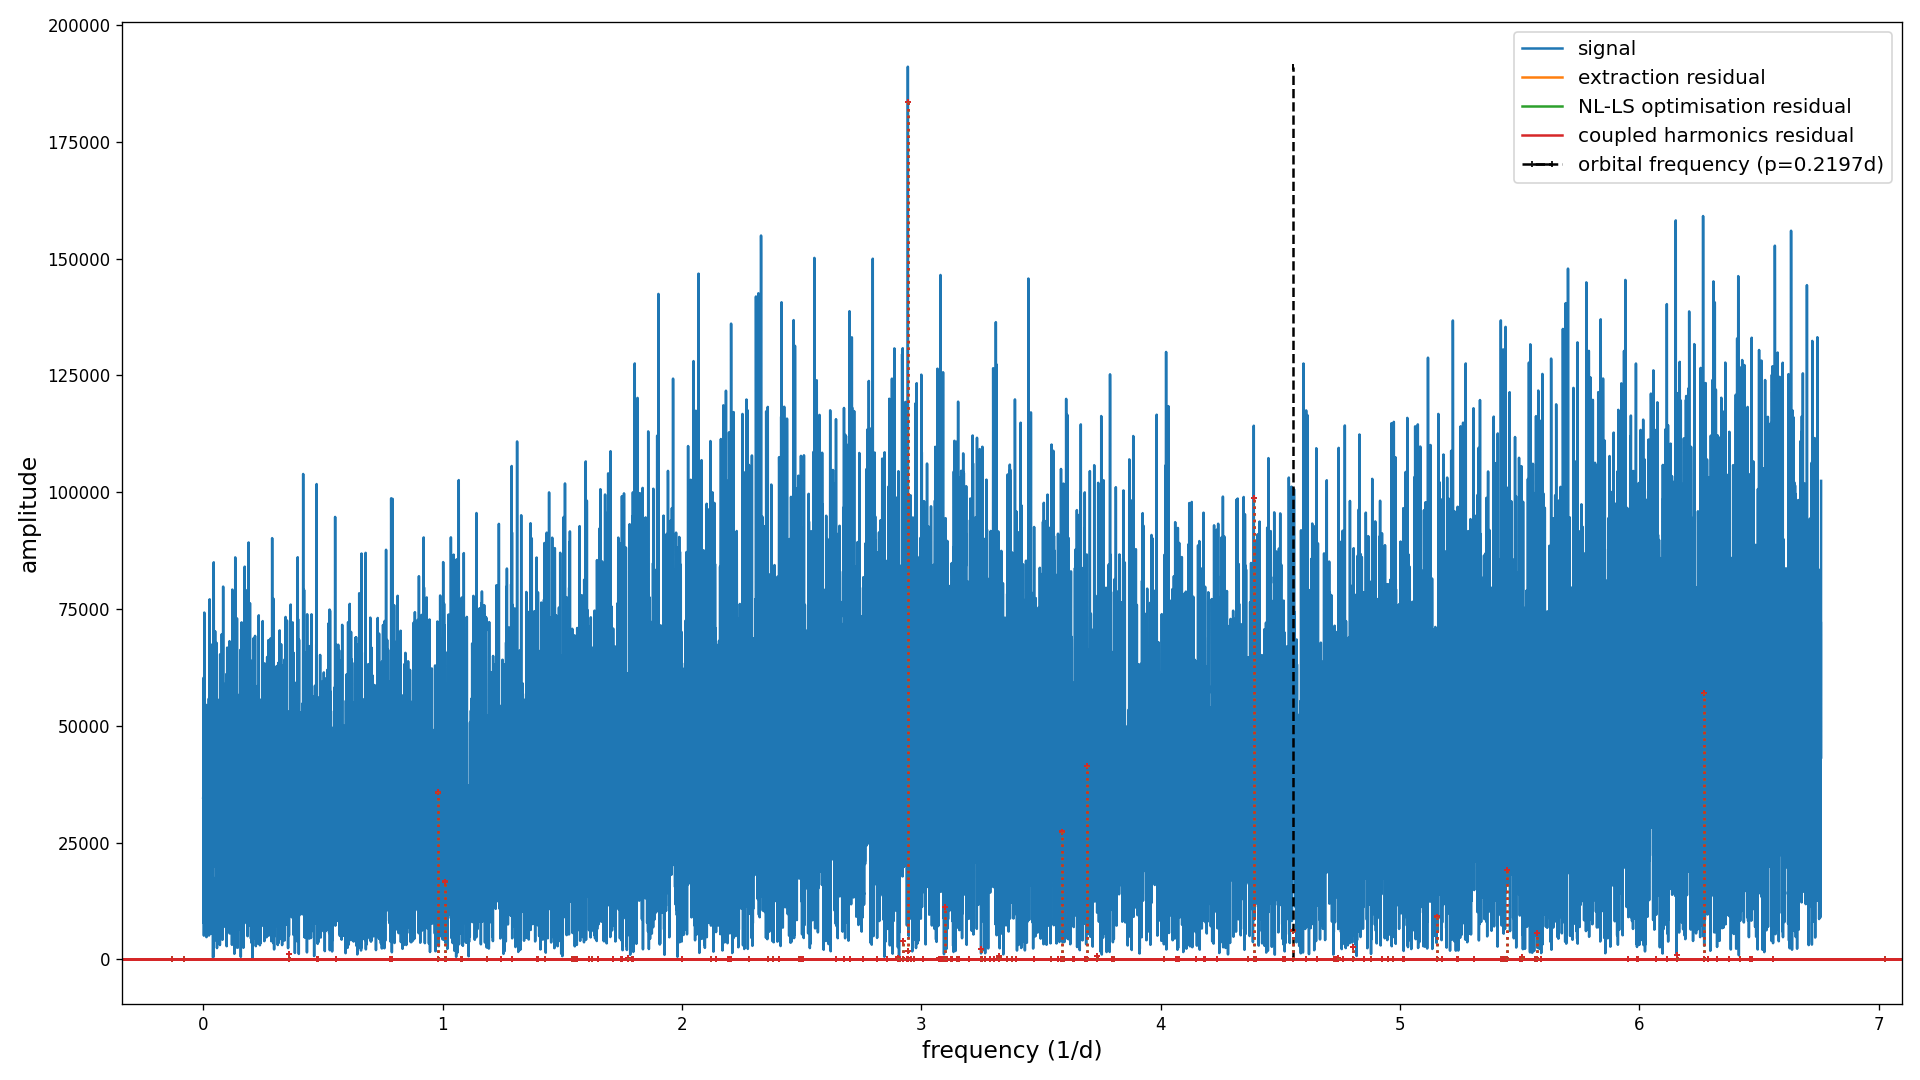 200000
175000
150000
125000
100000
75000
50000
25000
0
amplitude
signal
extraction residual
NL-LS optimisation residual
coupled harmonics residual
orbital frequency (p=0.2197d)
0 1 2 3 4 5 6 7
frequency (1/d)